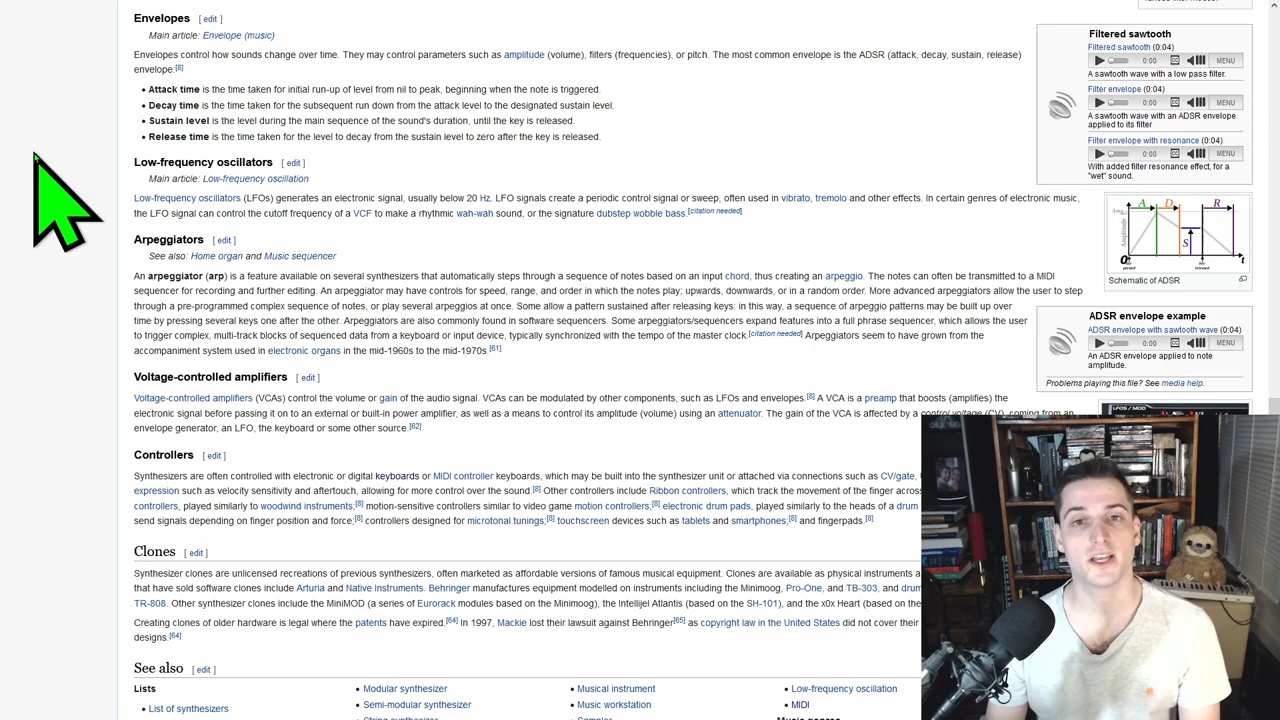 Envelopes [ edit ]
Main article: Envelope (music)
Envelopes control how sounds change over time. They may control parameters such as amplitude (volume), filters (frequencies), or pitch. The most common envelope is the ADSR (attack, decay, sustain, release)
envelope:[8]
• Attack time is the time taken for initial run-up of level from nil to peak, beginning when the note is triggered.
• Decay time is the time taken for the subsequent run down from the attack level to the designated sustain level.
• Sustain level is the level during the main sequence of the sound's duration, until the key is released.
• Release time is the time taken for the level to decay from the sustain level to zero after the key is released.
Low-frequency oscillators [ edit ]
Main article: Low-frequency oscillation
Low-frequency oscillators (LFOs) generates an electronic signal, usually below 20 Hz. LFO signals create a periodic control signal or sweep, often used in vibrato, tremolo and other effects. In certain genres of electronic music,
the LFO signal can control the cutoff frequency of a VCF to make a rhythmic wah-wah sound, or the signature dubstep wobble bass.[citation needed]
Arpeggiators [ edit ]
See also: Home organ and Music sequencer
An arpeggiator (arp) is a feature available on several synthesizers that automatically steps through a sequence of notes based on an input chord, thus creating an arpeggio. The notes can often be transmitted to a MIDI
sequencer for recording and further editing. An arpeggiator may have controls for speed, range, and order in which the notes play; upwards, downwards, or in a random order. More advanced arpeggiators allow the user to step
through a pre-programmed complex sequence of notes, or play several arpeggios at once. Some allow a pattern sustained after releasing keys: in this way, a sequence of arpeggio patterns may be built up over
time by pressing several keys one after the other. Arpeggiators are also commonly found in software sequencers. Some arpeggiators/sequencers expand features into a full phrase sequencer, which allows the user
to trigger complex, multi-track blocks of sequenced data from a keyboard or input device, typically synchronized with the tempo of the master clock.[citation needed] Arpeggiators seem to have grown from the
accompaniment system used in electronic organs in the mid-1960s to the mid-1970s.[61]
Voltage-controlled amplifiers [ edit ]
Voltage-controlled amplifiers (VCAs) control the volume or gain of the audio signal. VCAs can be modulated by other components, such as LFOs and envelopes.[8] A VCA is a preamp that boosts (amplifies) the
electronic signal before passing it on to an external or built-in power amplifier, as well as a means to control its amplitude (volume) using an attenuator. The gain of the VCA is affected by a control voltage (CV), coming from an
envelope generator, an LFO, the keyboard or some other source.[62]
Controllers [ edit ]
Synthesizers are often controlled with electronic or digital keyboards or MIDI controller keyboards, which may be built into the synthesizer unit or attached via connections such as CV/gate,
expression such as velocity sensitivity and aftertouch, allowing for more control over the sound.[8] Other controllers include Ribbon controllers, which track the movement of the finger across
controllers, played similarly to woodwind instruments;[8] motion-sensitive controllers similar to video game motion controllers;[8] electronic drum pads, played similarly to the heads of a drum
send signals depending on finger position and force;[8] controllers designed for microtonal tunings;[8] touchscreen devices such as tablets and smartphones;[8] and fingerpads.[8]
Clones [ edit ]
Synthesizer clones are unlicensed recreations of previous synthesizers, often marketed as affordable versions of famous musical equipment. Clones are available as physical instruments a
that have sold software clones include Arturia and Native Instruments. Behringer manufactures equipment modelled on instruments including the Minimoog, Pro-One, and TB-303, and drum
TR-808. Other synthesizer clones include the MiniMOD (a series of Eurorack modules based on the Minimoog), the Intellijel Atlantis (based on the SH-101), and the x0x Heart (based on the
Creating clones of older hardware is legal where the patents have expired.[64] In 1997, Mackie lost their lawsuit against Behringer[65] as copyright law in the United States did not cover their
designs.[64]
See also [ edit ]
Lists
• List of synthesizers
• Modular synthesizer
• Semi-modular synthesizer
• String synthesizer
• Musical instrument
• Music workstation
• Sampler
• Low-frequency oscillation
• MIDI
Music genres
Filtered sawtooth
Filtered sawtooth (0:04)
0:00 MENU
A sawtooth wave with a low pass filter.
Filter envelope (0:04)
0:00 MENU
A sawtooth wave with an ADSR envelope
applied to its filter
Filter envelope with resonance (0:04)
0:00 MENU
With added filter resonance effect, for a
"wet" sound.
A D R
S
Amplitude
0 t
Schematic of ADSR
ADSR envelope example
ADSR envelope with sawtooth wave (0:04)
0:00 MENU
An ADSR envelope applied to note
amplitude.
Problems playing this file? See media help.
LFOS / MOD